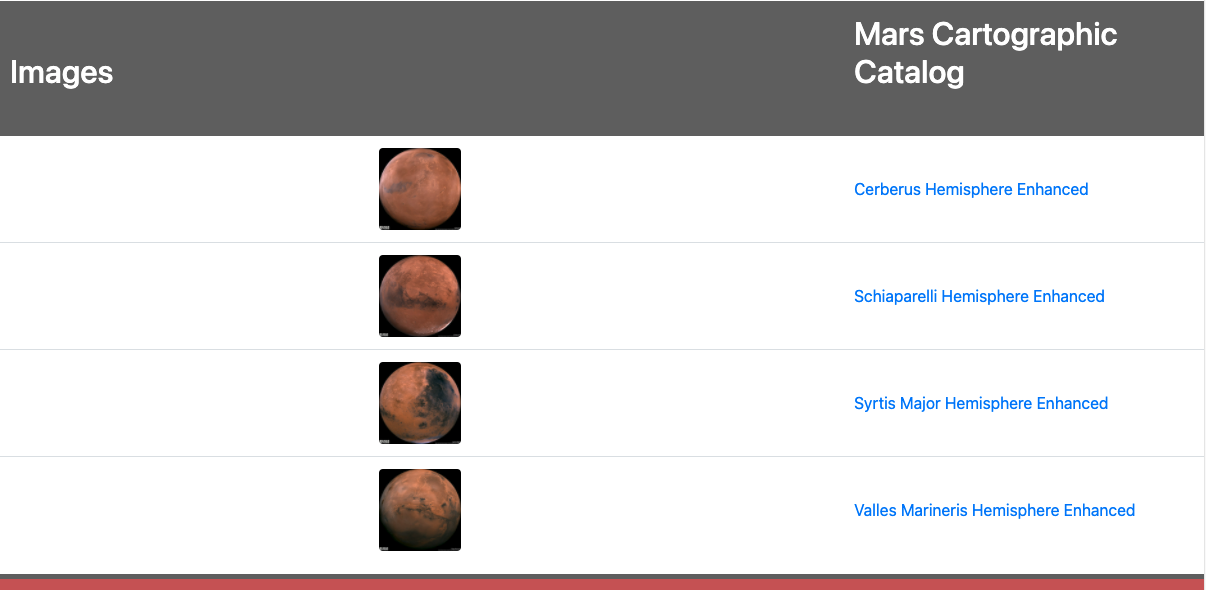 Images
Mars Cartographic
Catalog
Cerberus Hemisphere Enhanced
Schiaparelli Hemisphere Enhanced
Syrtis Major Hemisphere Enhanced
Valles Marineris Hemisphere Enhanced